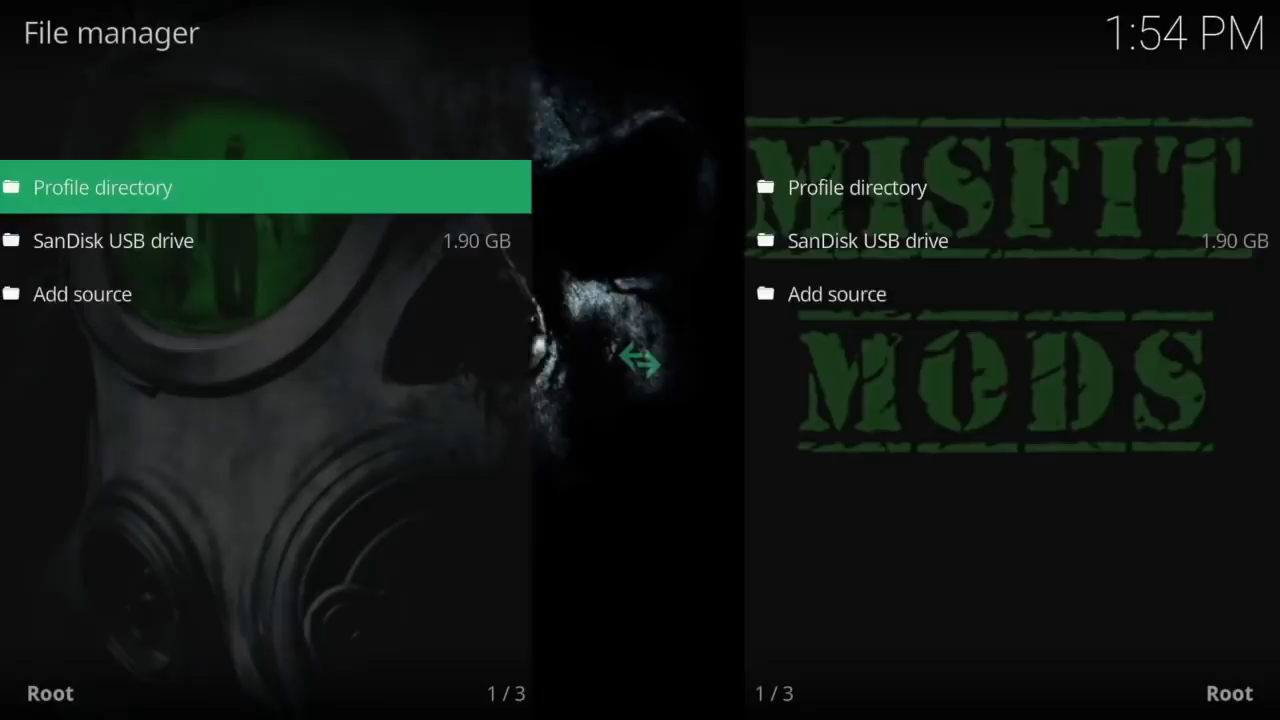 File manager
1:54 PM
Profile directory
SanDisk USB drive 1.90 GB
Add source
Root 1 / 3
MISFIT
MODS
Profile directory
SanDisk USB drive 1.90 GB
Add source
1 / 3 Root